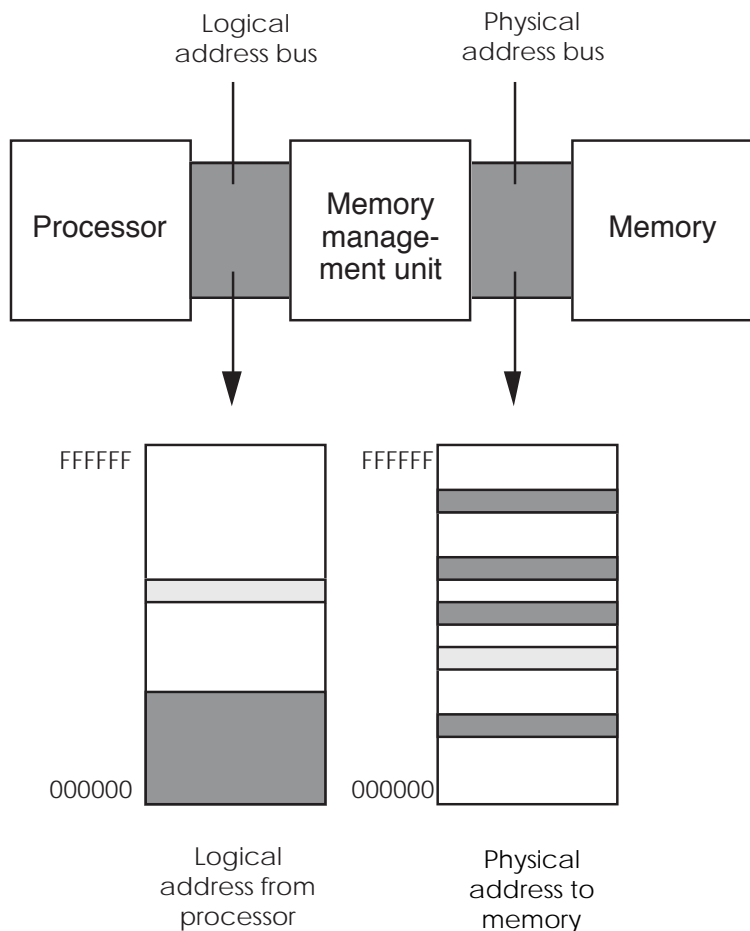 Logical
address bus
Physical
address bus
Processor
Memory
manage-
ment unit
Memory
FFFFFF
FFFFFF
000000
000000
Logical
address from
processor
Physical
address to
memory